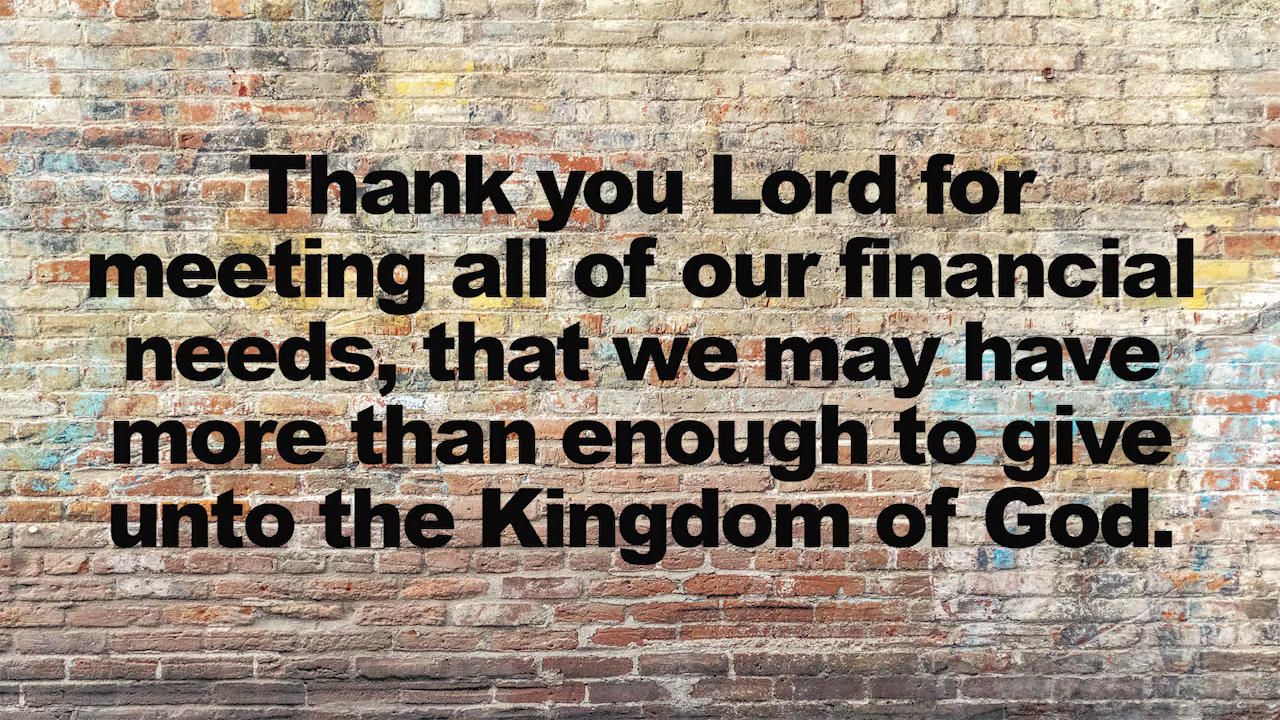 Thank you Lord for
meeting all of our financial
needs, that we may have
more than enough to give
unto the Kingdom of God.